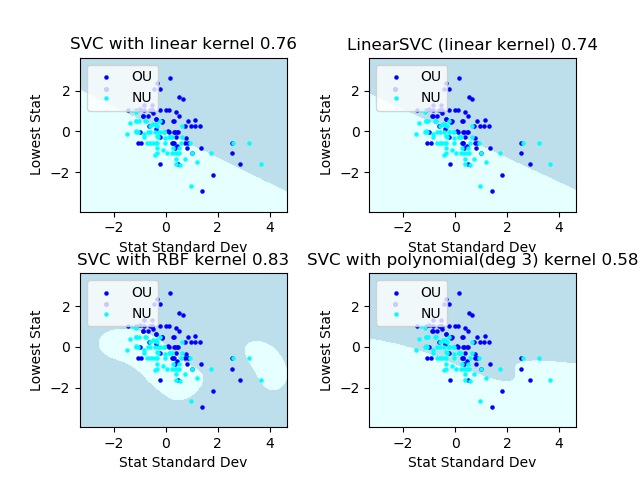 SVC with linear kernel 0.76
Lowest Stat
2
0
−2
OU
NU
−2 0 2 4
Stat Standard Dev
LinearSVC (linear kernel) 0.74
Lowest Stat
2
0
−2
OU
NU
−2 0 2 4
Stat Standard Dev
SVC with RBF kernel 0.83
Lowest Stat
2
0
−2
OU
NU
−2 0 2 4
Stat Standard Dev
SVC with polynomial(deg 3) kernel 0.58
Lowest Stat
2
0
−2
OU
NU
−2 0 2 4
Stat Standard Dev